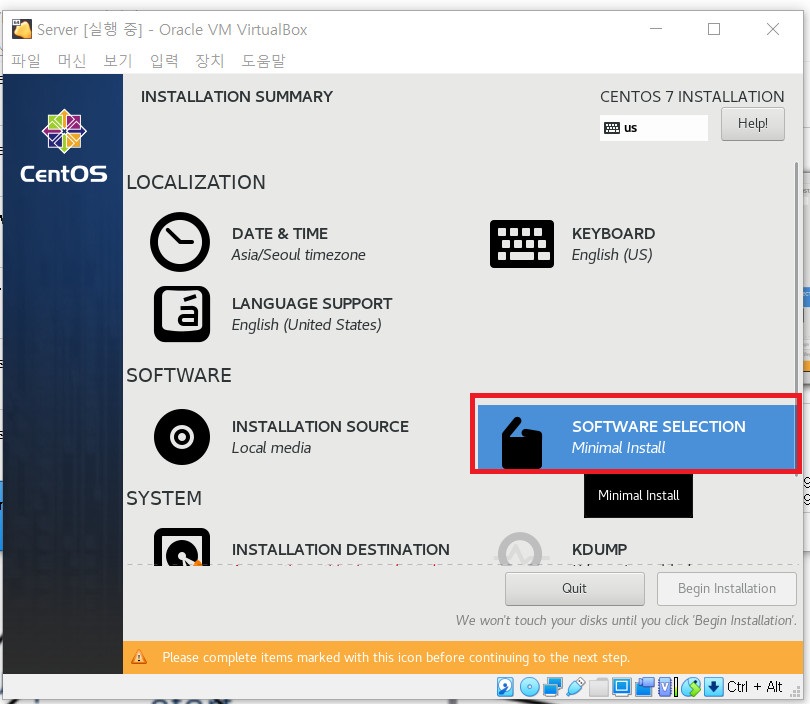 Server [실행 중] - Oracle VM VirtualBox
파일 머신 보기 입력 장치 도움말
INSTALLATION SUMMARY
CENTOS 7 INSTALLATION
us
Help!
CentOS
LOCALIZATION
DATE & TIME
Asia/Seoul timezone
KEYBOARD
English (US)
LANGUAGE SUPPORT
English (United States)
SOFTWARE
INSTALLATION SOURCE
Local media
SOFTWARE SELECTION
Minimal Install
Minimal Install
SYSTEM
INSTALLATION DESTINATION
KDUMP
Quit
Begin Installation
We won't touch your disks until you click 'Begin Installation'.
Please complete items marked with this icon before continuing to the next step.
Ctrl + Alt